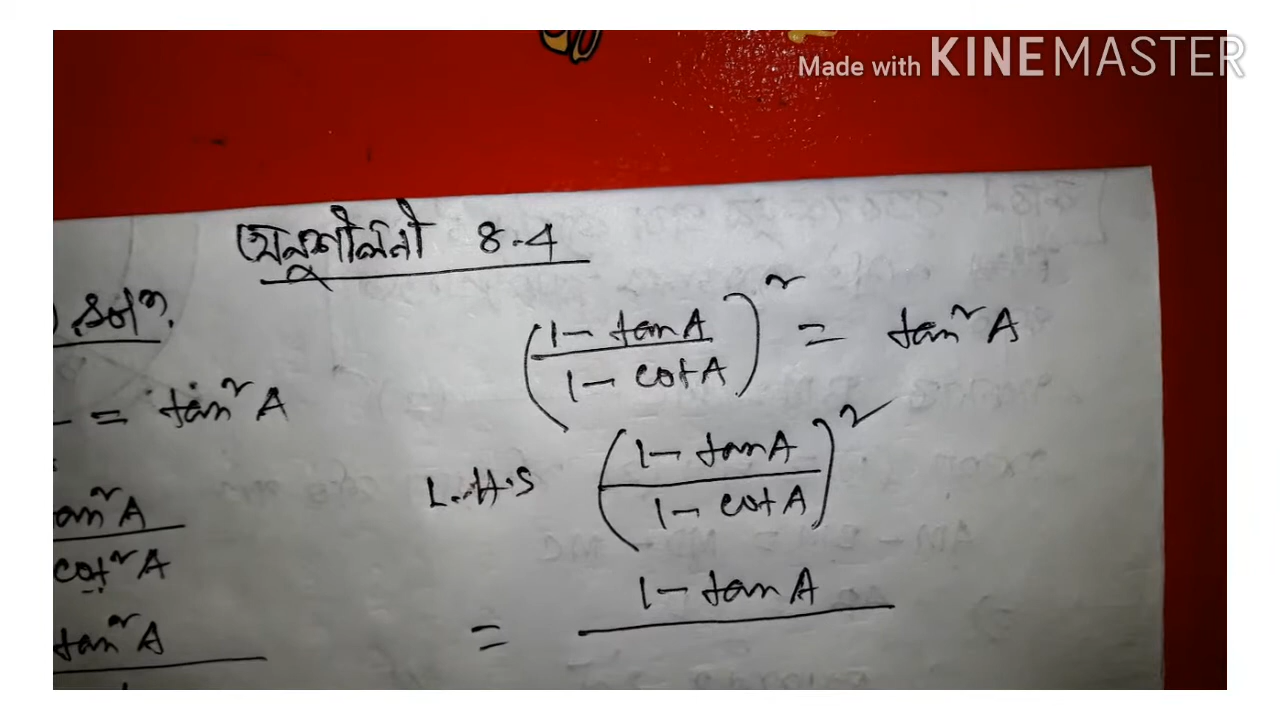 Made with KINEMASTER
অনুশীলনী 8.4
= tan²A
tan²A
cot²A
tan²A
(1 - tanA / 1 - cotA)² = tan²A
L.H.S (1 - tanA / 1 - cotA)²
= 1 - tanA